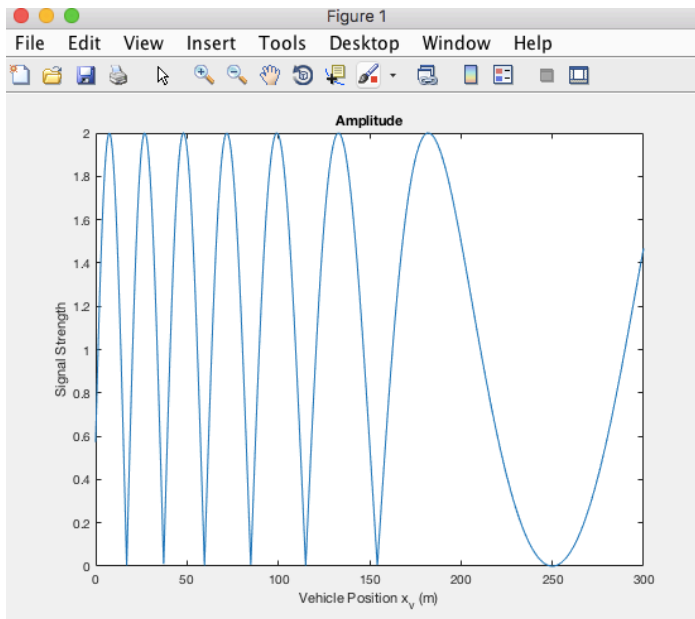 Figure 1
File Edit View Insert Tools Desktop Window Help
Amplitude
2
1.8
1.6
1.4
1.2
1
0.8
0.6
0.4
0.2
0
Signal Strength
0 50 100 150 200 250 300
Vehicle Position x_v (m)